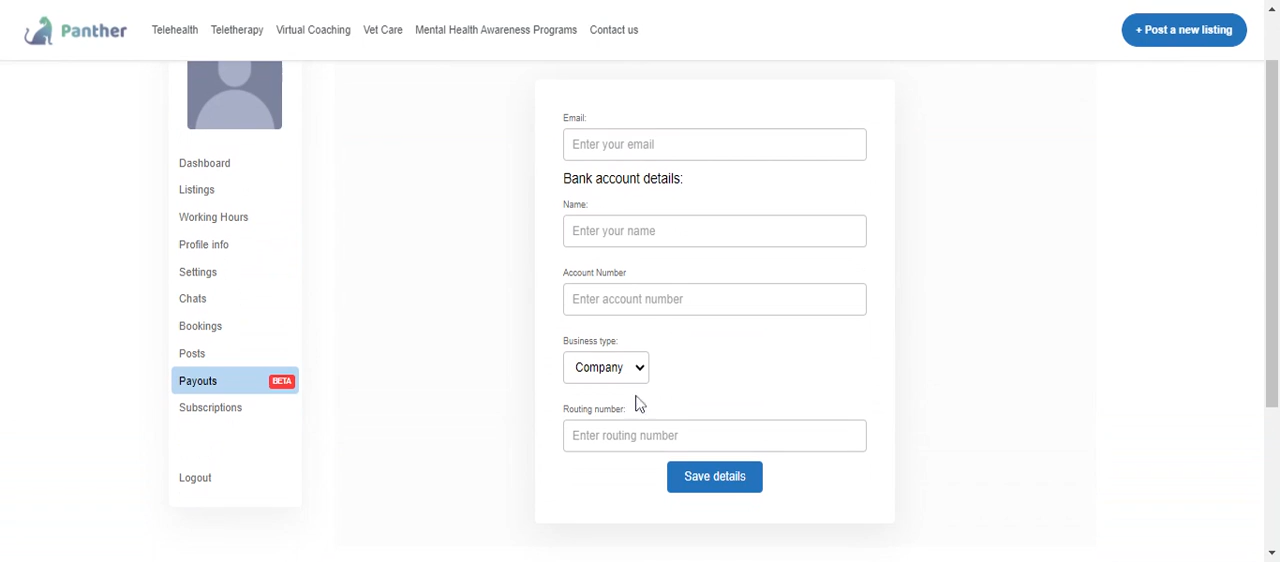 Panther
Telehealth Teletherapy Virtual Coaching Vet Care Mental Health Awareness Programs Contact us
+ Post a new listing
Dashboard
Listings
Working Hours
Profile info
Settings
Chats
Bookings
Posts
Payouts BETA
Subscriptions
Logout
Email:
Enter your email
Bank account details:
Name:
Enter your name
Account Number
Enter account number
Business type:
Company
Routing number:
Enter routing number
Save details